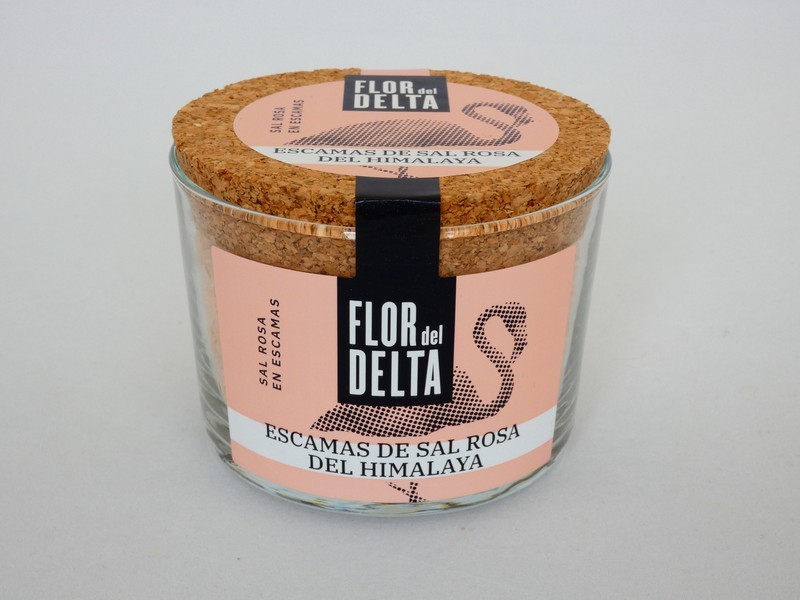 FLOR del
DELTA
SAL ROSA
EN ESCAMAS
ESCAMAS DE SAL ROSA
DEL HIMALAYA
FLOR del
DELTA
SAL ROSA
EN ESCAMAS
ESCAMAS DE SAL ROSA
DEL HIMALAYA